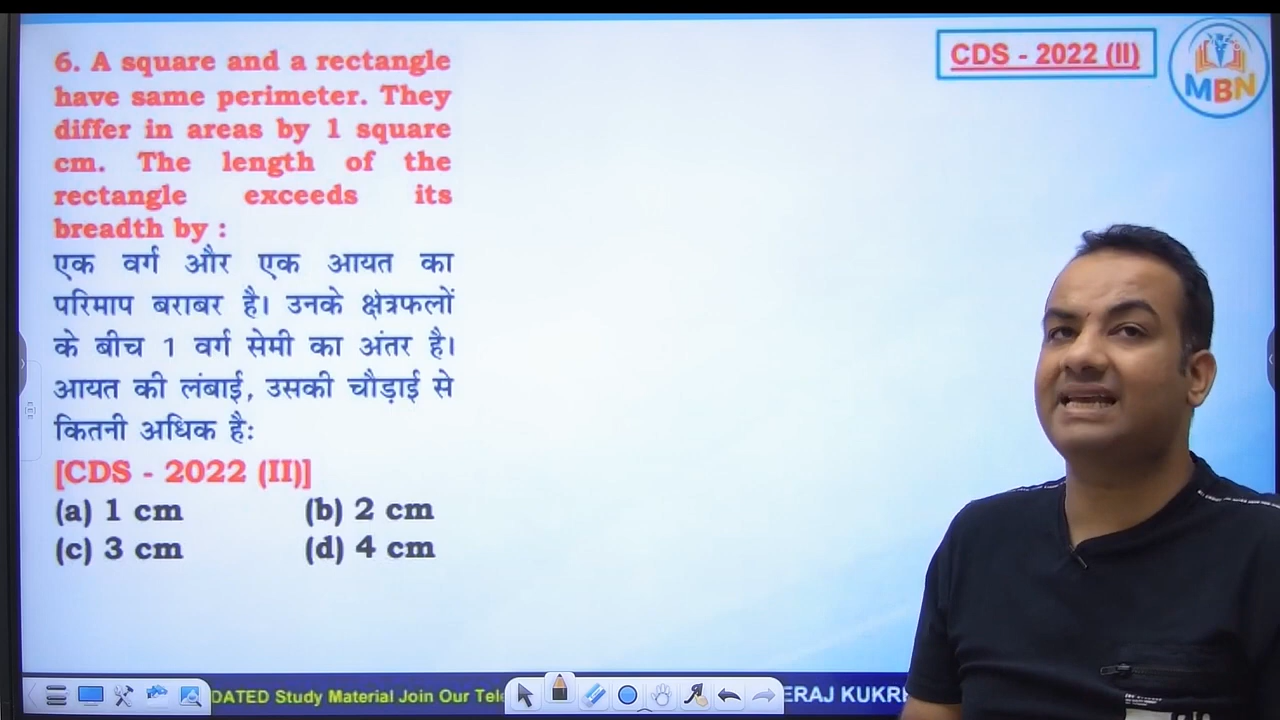 6. A square and a rectangle
have same perimeter. They
differ in areas by 1 square
cm. The length of the
rectangle exceeds its
breadth by :
एक वर्ग और एक आयत का
परिमाप बराबर है। उनके क्षेत्रफलों
के बीच 1 वर्ग सेमी का अंतर है।
आयत की लंबाई, उसकी चौड़ाई से
कितनी अधिक है:
[CDS - 2022 (II)]
(a) 1 cm (b) 2 cm
(c) 3 cm (d) 4 cm
CDS - 2022 (II)
MBN
DATED Study Material Join Our Tele
ERAJ KUKR